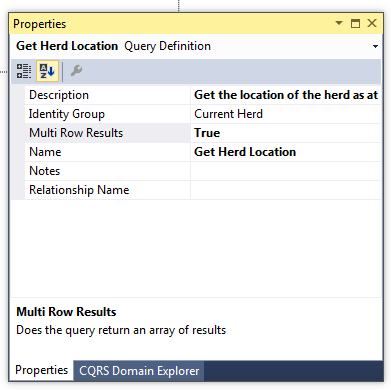 Properties
Get Herd Location Query Definition
Description Get the location of the herd as at
Identity Group Current Herd
Multi Row Results True
Name Get Herd Location
Notes
Relationship Name
Multi Row Results
Does the query return an array of results
Properties CQRS Domain Explorer